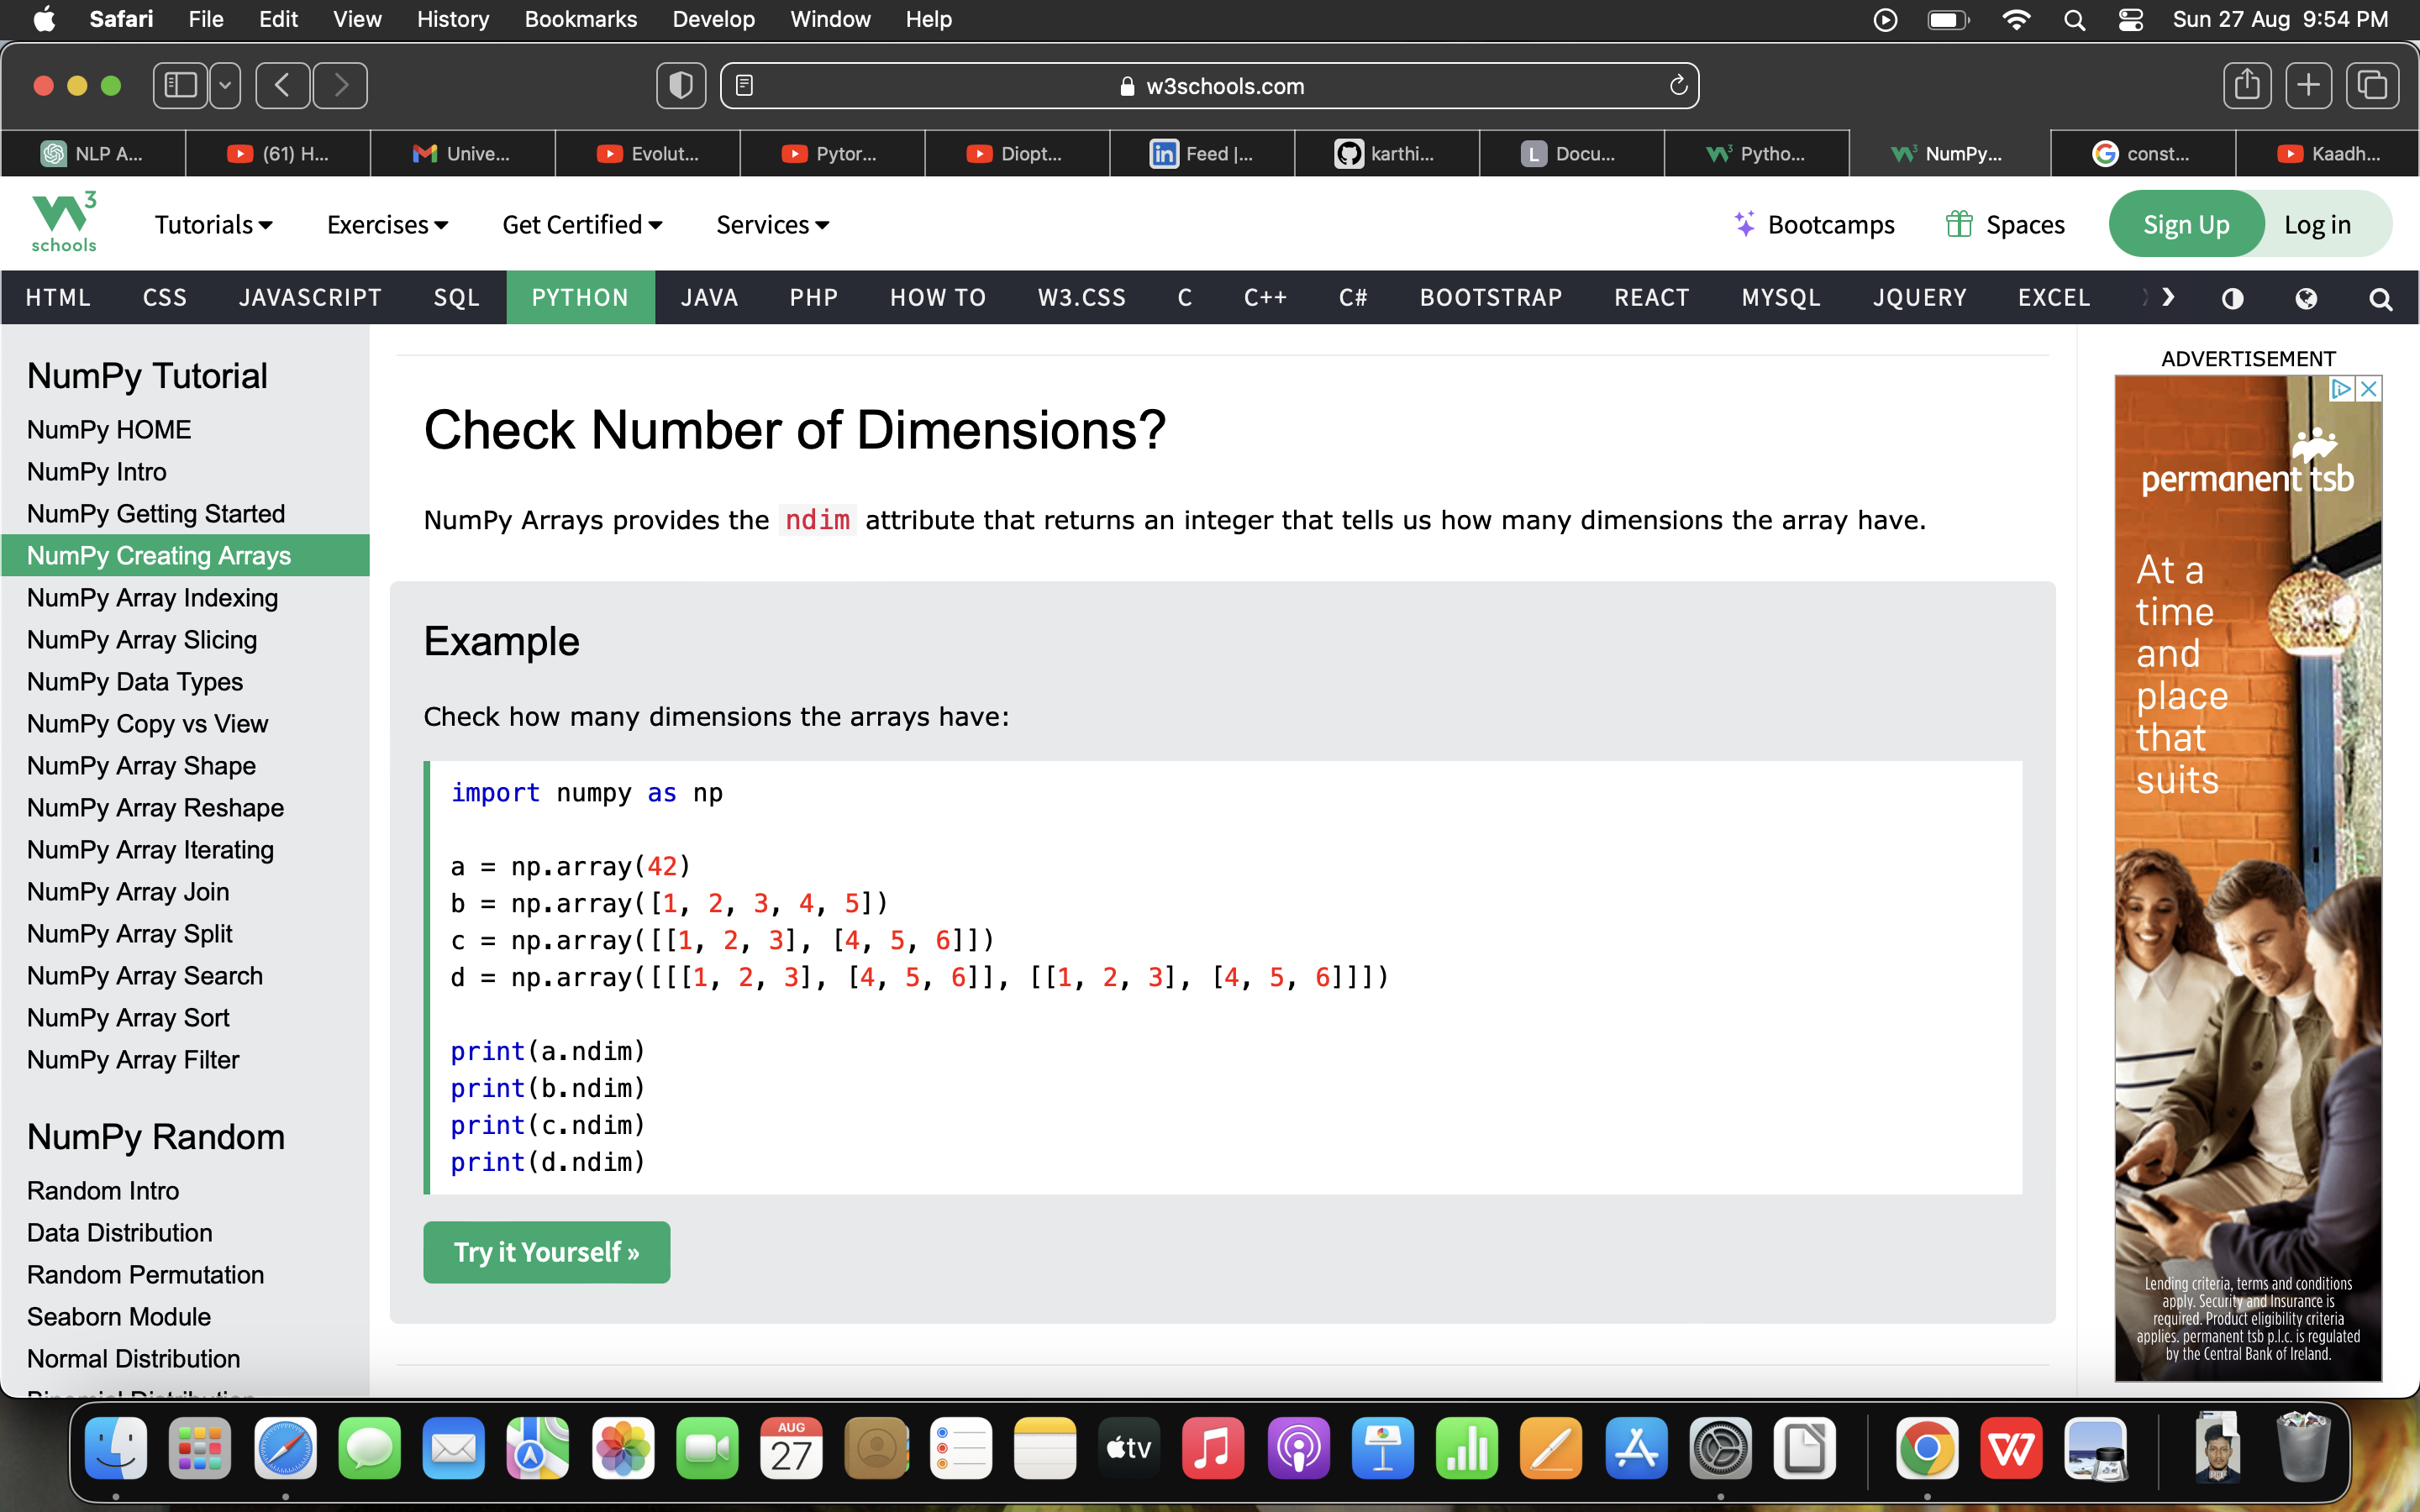 Safari File Edit View History Bookmarks Develop Window Help Sun 27 Aug 9:54 PM
w3schools.com
NLP A... (61) H... Unive... Evolut... Pytor... Diopt... Feed |... karthi... L Docu... Pytho... NumPy... const... Kaadh...
3
schools
Tutorials Exercises Get Certified Services Bootcamps Spaces Sign Up Log in
HTML CSS JAVASCRIPT SQL PYTHON JAVA PHP HOW TO W3.CSS C C++ C# BOOTSTRAP REACT MYSQL JQUERY EXCEL
NumPy Tutorial
NumPy HOME
NumPy Intro
NumPy Getting Started
NumPy Creating Arrays
NumPy Array Indexing
NumPy Array Slicing
NumPy Data Types
NumPy Copy vs View
NumPy Array Shape
NumPy Array Reshape
NumPy Array Iterating
NumPy Array Join
NumPy Array Split
NumPy Array Search
NumPy Array Sort
NumPy Array Filter
NumPy Random
Random Intro
Data Distribution
Random Permutation
Seaborn Module
Normal Distribution
Binomial Distribution
Check Number of Dimensions?
NumPy Arrays provides the ndim attribute that returns an integer that tells us how many dimensions the array have.
Example
Check how many dimensions the arrays have:
import numpy as np
a = np.array(42)
b = np.array([1, 2, 3, 4, 5])
c = np.array([[1, 2, 3], [4, 5, 6]])
d = np.array([[[1, 2, 3], [4, 5, 6]], [[1, 2, 3], [4, 5, 6]]])
print(a.ndim)
print(b.ndim)
print(c.ndim)
print(d.ndim)
Try it Yourself »
ADVERTISEMENT
permanent tsb
At a
time
and
place
that
suits
Lending criteria, terms and conditions
apply. Security and Insurance is
required. Product eligibility criteria
applies. permanent tsb p.l.c. is regulated
by the Central Bank of Ireland.
AUG
27
tv